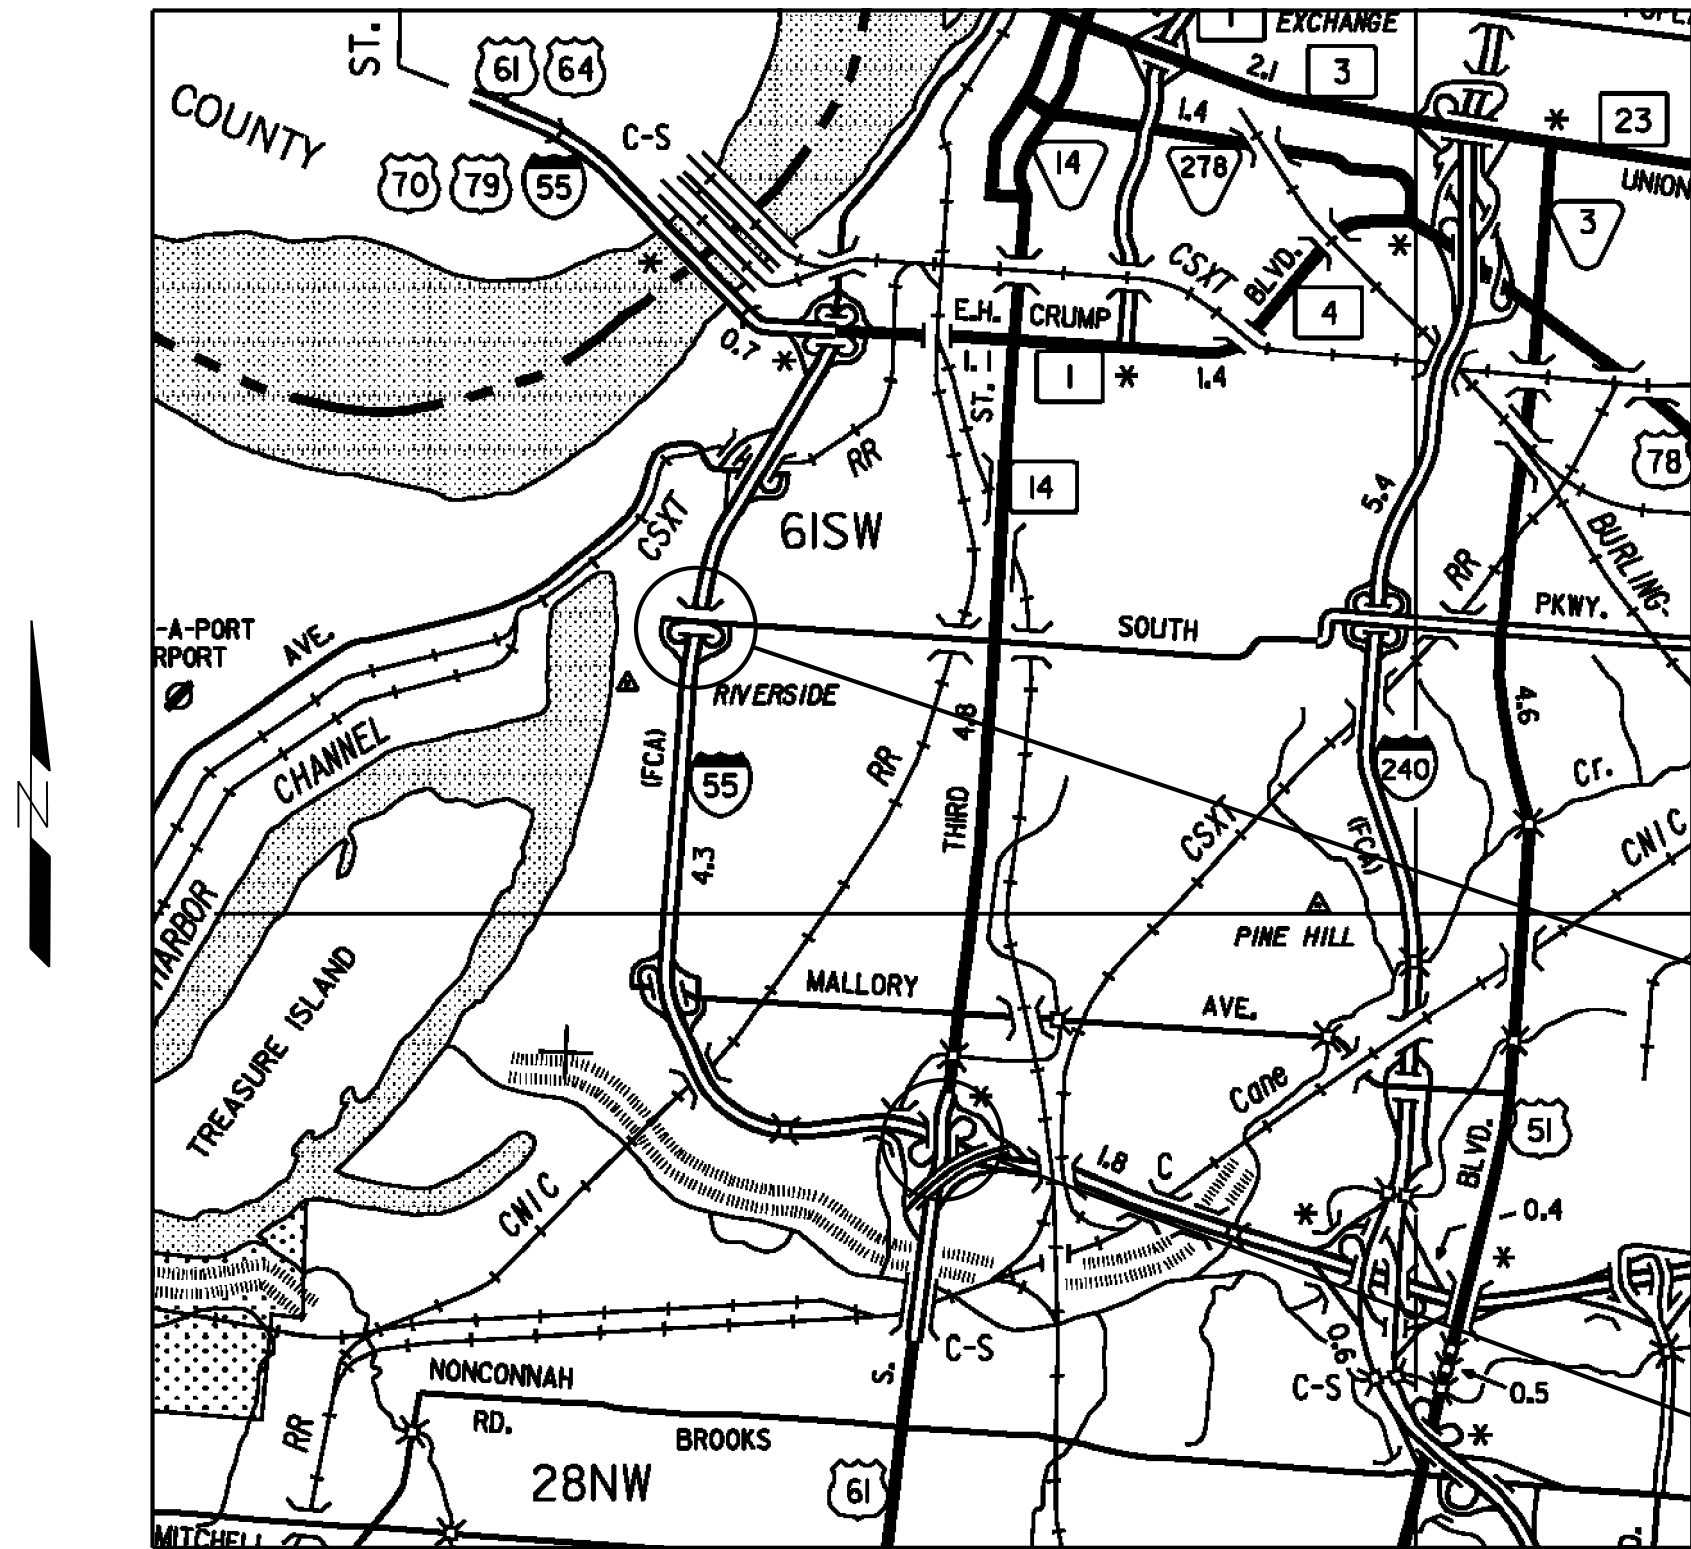 ST.
EXCHANGE
61
64
2.1
3
COUNTY
C-S
1.4
23
70
79
55
14
278
UNION
3
CSXT
BLVD.
4
E.H.
CRUMP
0.7
1.1
1
1.4
ST.
RR
78
14
5.4
CSXT
61SW
RR
BURLING-
-A-PORT
RPORT
AVE.
SOUTH
PKWY.
RIVERSIDE
4.8
4.6
CHANNEL
(FCA)
55
RR
240
Cr.
THIRD
CSXT
(FCA)
CNIC
4.3
HARBOR
PINE HILL
TREASURE ISLAND
MALLORY
AVE.
Cane
51
BLVD.
1.8
C
CNIC
0.4
C-S
S.
0.6
NONCONNAH
C-S
0.5
RR
RD.
BROOKS
28NW
61
MITCHELL
D.
N